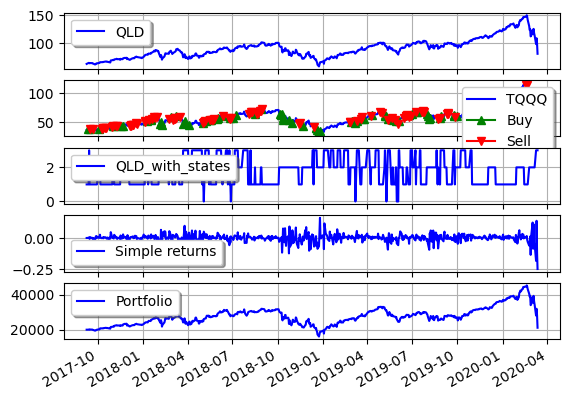 150
100
QLD
100
50
TQQQ
Buy
Sell
2
0
QLD_with_states
0.00
−0.25
Simple returns
40000
20000
Portfolio
2017-10 2018-01 2018-04 2018-07 2018-10 2019-01 2019-04 2019-07 2019-10 2020-01 2020-04